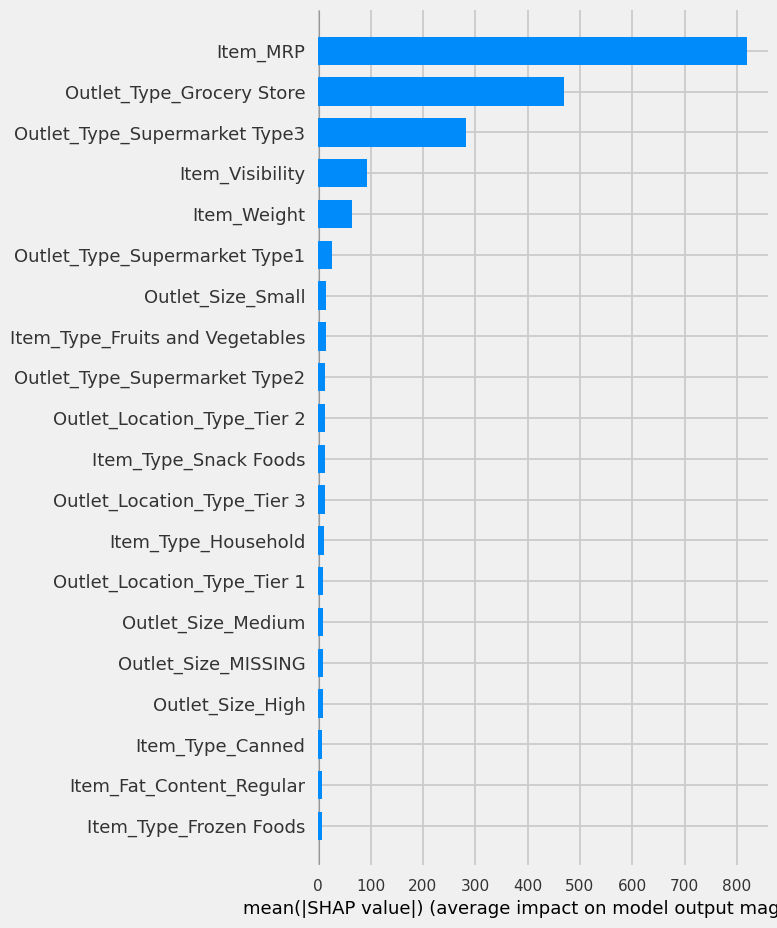 Item_MRP
Outlet_Type_Grocery Store
Outlet_Type_Supermarket Type3
Item_Visibility
Item_Weight
Outlet_Type_Supermarket Type1
Outlet_Size_Small
Item_Type_Fruits and Vegetables
Outlet_Type_Supermarket Type2
Outlet_Location_Type_Tier 2
Item_Type_Snack Foods
Outlet_Location_Type_Tier 3
Item_Type_Household
Outlet_Location_Type_Tier 1
Outlet_Size_Medium
Outlet_Size_MISSING
Outlet_Size_High
Item_Type_Canned
Item_Fat_Content_Regular
Item_Type_Frozen Foods
0 100 200 300 400 500 600 700 800
mean(|SHAP value|) (average impact on model output mag